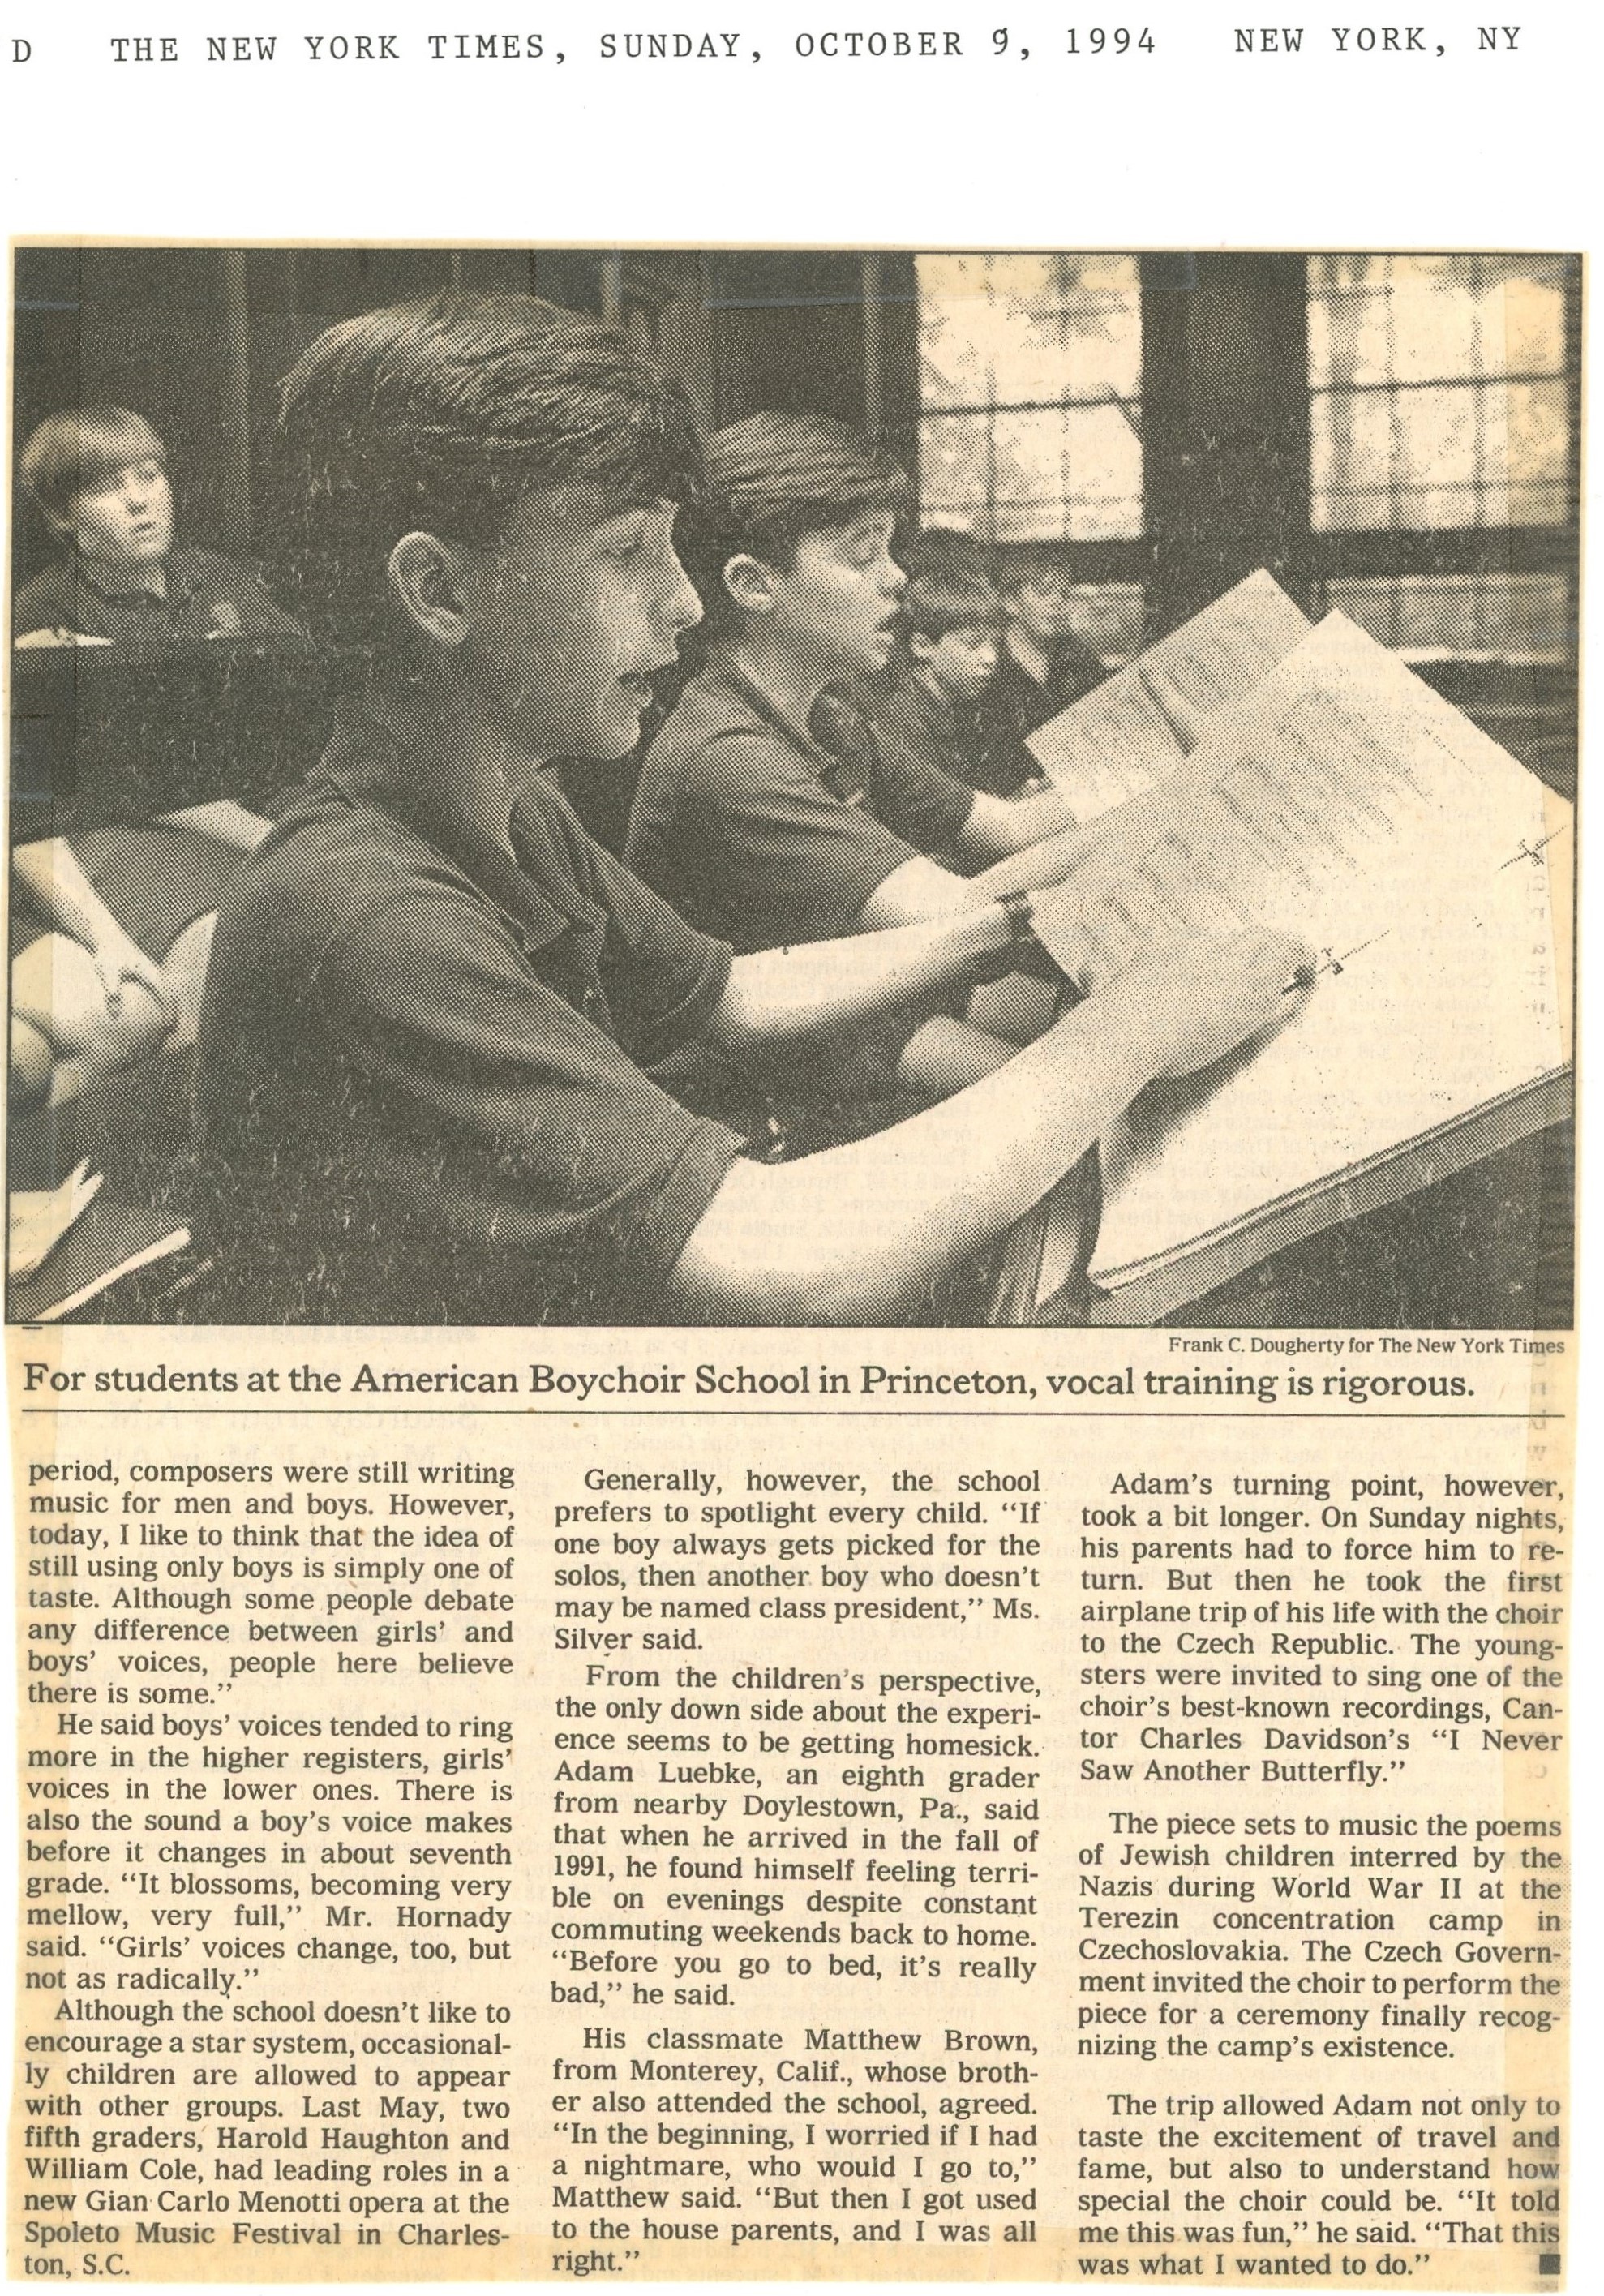 D THE NEW YORK TIMES, SUNDAY, OCTOBER 9, 1994 NEW YORK, NY
Frank C. Dougherty for The New York Times
For students at the American Boychoir School in Princeton, vocal training is rigorous.
period, composers were still writing
music for men and boys. However,
today, I like to think that the idea of
still using only boys is simply one of
taste. Although some people debate
any difference between girls' and
boys' voices, people here believe
there is some."
He said boys' voices tended to ring
more in the higher registers, girls'
voices in the lower ones. There is
also the sound a boy's voice makes
before it changes in about seventh
grade. "It blossoms, becoming very
mellow, very full," Mr. Hornady
said. "Girls' voices change, too, but
not as radically."
Although the school doesn't like to
encourage a star system, occasional-
ly children are allowed to appear
with other groups. Last May, two
fifth graders, Harold Haughton and
William Cole, had leading roles in a
new Gian Carlo Menotti opera at the
Spoleto Music Festival in Charles-
ton, S.C.
Generally, however, the school
prefers to spotlight every child. "If
one boy always gets picked for the
solos, then another boy who doesn't
may be named class president," Ms.
Silver said.
From the children's perspective,
the only down side about the experi-
ence seems to be getting homesick.
Adam Luebke, an eighth grader
from nearby Doylestown, Pa., said
that when he arrived in the fall of
1991, he found himself feeling terri-
ble on evenings despite constant
commuting weekends back to home.
"Before you go to bed, it's really
bad," he said.
His classmate Matthew Brown,
from Monterey, Calif., whose broth-
er also attended the school, agreed.
"In the beginning, I worried if I had
a nightmare, who would I go to,"
Matthew said. "But then I got used
to the house parents, and I was all
right."
Adam's turning point, however,
took a bit longer. On Sunday nights,
his parents had to force him to re-
turn. But then he took the first
airplane trip of his life with the choir
to the Czech Republic. The young-
sters were invited to sing one of the
choir's best-known recordings, Can-
tor Charles Davidson's "I Never
Saw Another Butterfly."
The piece sets to music the poems
of Jewish children interred by the
Nazis during World War II at the
Terezin concentration camp in
Czechoslovakia. The Czech Govern-
ment invited the choir to perform the
piece for a ceremony finally recog-
nizing the camp's existence.
The trip allowed Adam not only to
taste the excitement of travel and
fame, but also to understand how
special the choir could be. "It told
me this was fun," he said. "That this
was what I wanted to do."